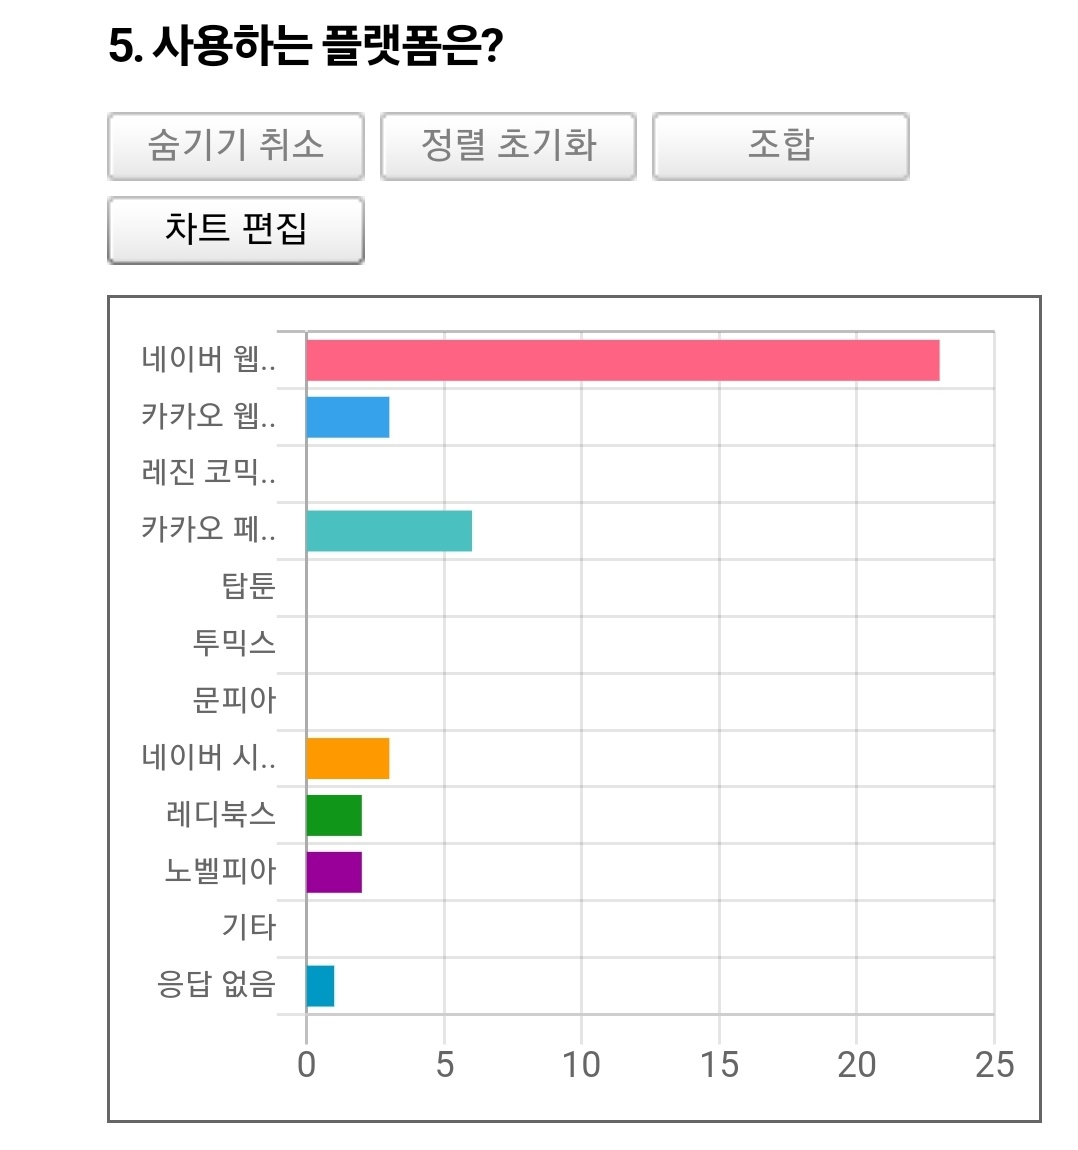 5. 사용하는 플랫폼은?
숨기기 취소 정렬 초기화 조합
차트 편집
네이버 웹..
카카오 웹..
레진 코믹..
카카오 페..
탑툰
투믹스
문피아
네이버 시..
레디북스
노벨피아
기타
응답 없음
0 5 10 15 20 25